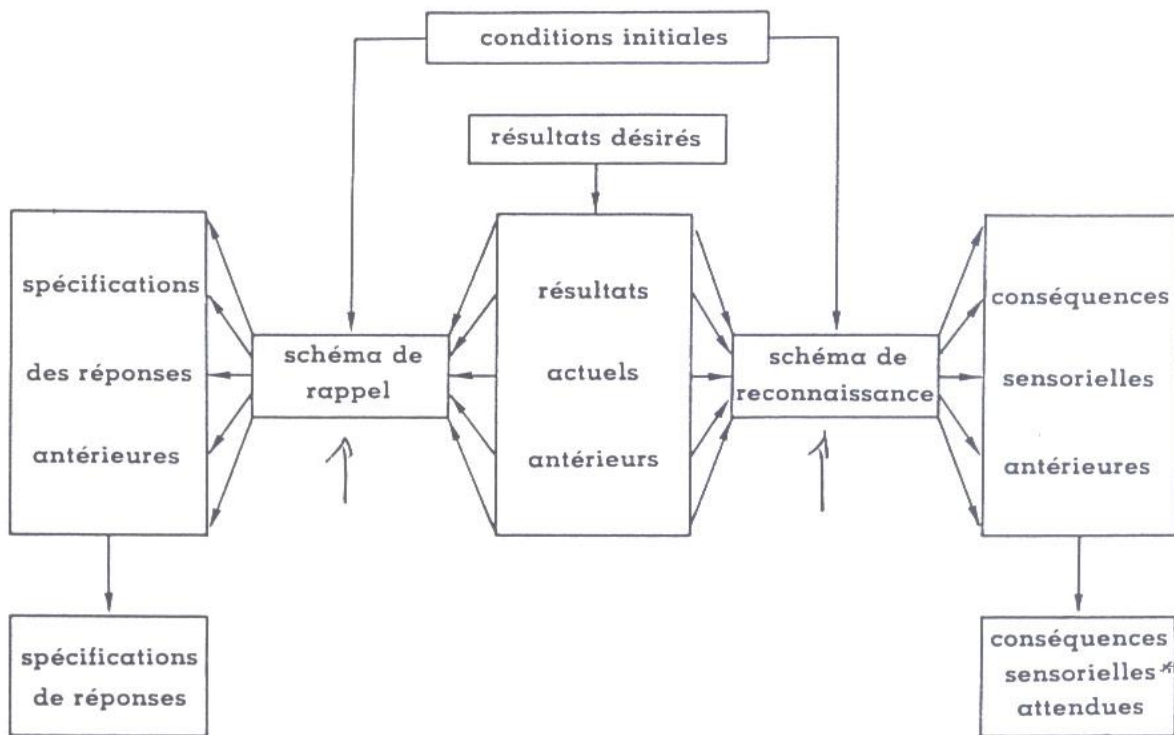 conditions initiales
résultats désirés
spécifications
des réponses
antérieures
schéma de
rappel
résultats
actuels
antérieurs
schéma de
reconnaissance
conséquences
sensorielles
antérieures
spécifications
de réponses
conséquences
sensorielles*
attendues